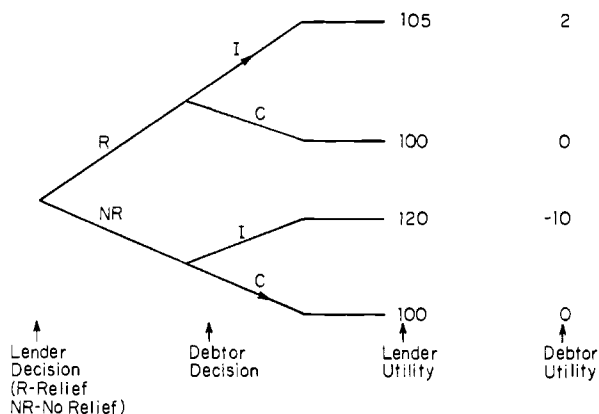 I 105 2
R C 100 0
NR I 120 -10
C 100 0
Lender Decision (R-Relief NR-No Relief)
Debtor Decision
Lender Utility
Debtor Utility